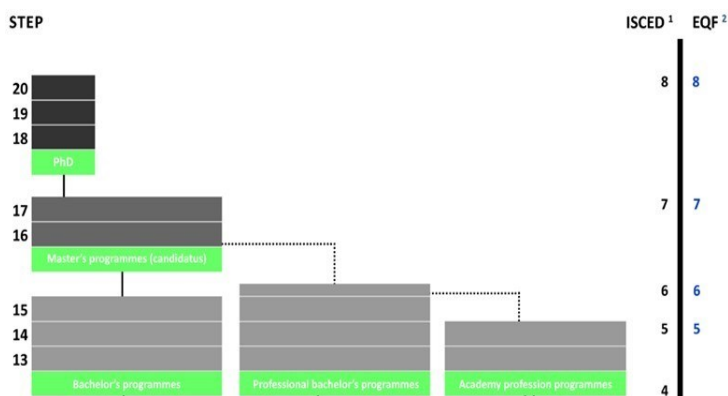 STEP ISCED 1 EQF 2
20 8 8
19
18
PhD
17 7 7
16
Master's programmes (candidatus)
6 6
15
14 5 5
13
Bachelor's programmes Professional bachelor's programmes Academy profession programmes
4